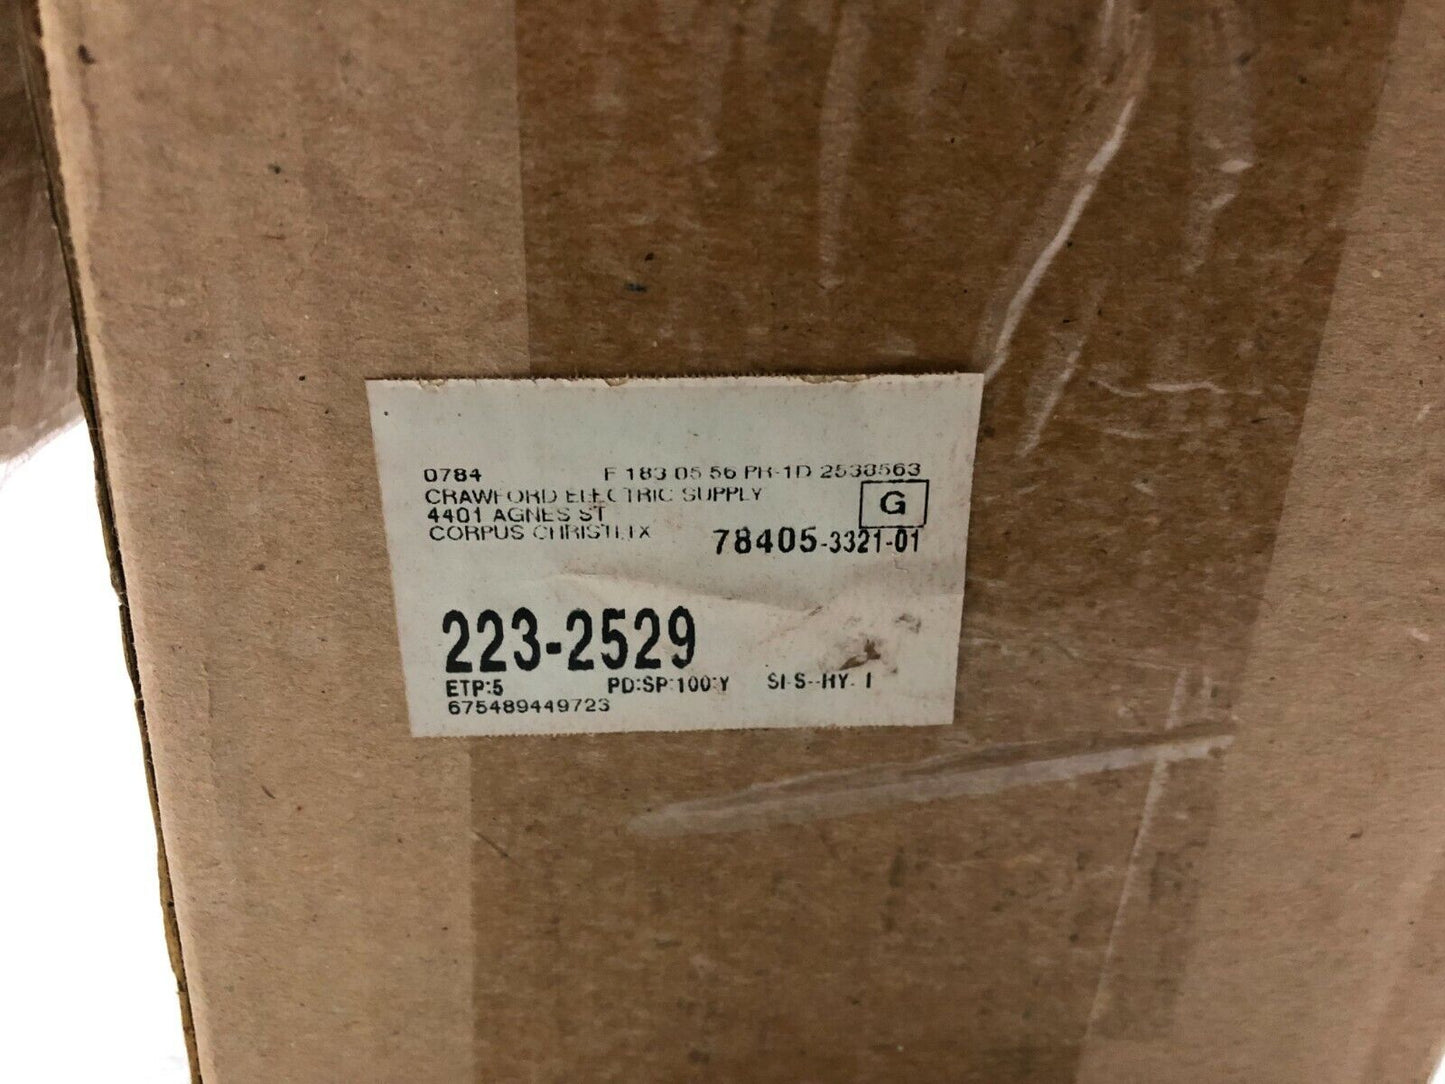 0784 F 183 05 56 PR-1D 2538563
CRAWFORD ELECTRIC SUPPLY
G
4401 AGNES ST
CORPUS CHRISTI,TX 78405-3321-01
223-2529
ETP:5 PD:SP:100:Y
675489449723